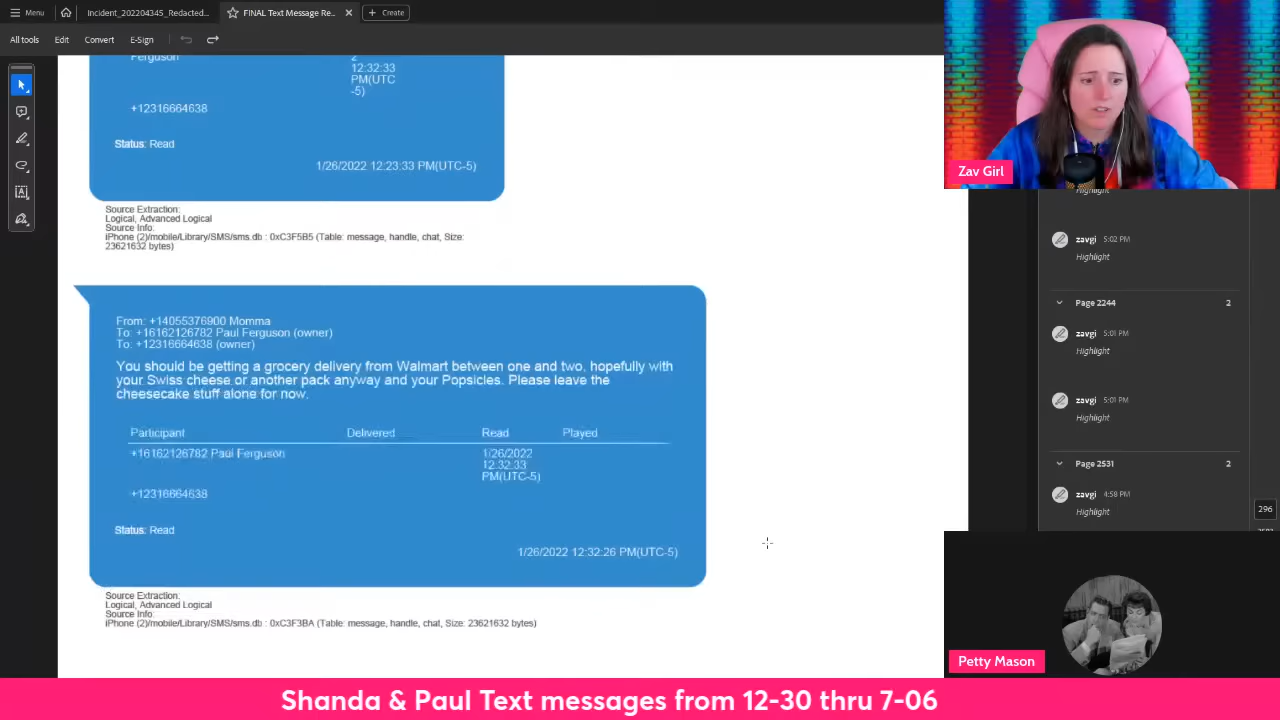 Menu
Incident_202204345_Redacted...
FINAL Text Message Re...
Create
All tools
Edit
Convert
E-Sign
Ferguson
2
12:32:33
PM(UTC
-5)
+12316664638
Status: Read
1/26/2022 12:23:33 PM(UTC-5)
Source Extraction:
Logical, Advanced Logical
Source Info:
iPhone (2)/mobile/Library/SMS/sms.db : 0xC3F5B5 (Table: message, handle, chat, Size:
23621632 bytes)
From: +14055376900 Momma
To: +16162126782 Paul Ferguson (owner)
To: +12316664638 (owner)
You should be getting a grocery delivery from Walmart between one and two, hopefully with
your Swiss cheese or another pack anyway and your Popsicles. Please leave the
cheesecake stuff alone for now.
Participant Delivered Read Played
+16162126782 Paul Ferguson 1/26/2022
12:32:33
PM(UTC-5)
+12316664638
Status: Read
1/26/2022 12:32:26 PM(UTC-5)
Source Extraction:
Logical, Advanced Logical
Source Info:
iPhone (2)/mobile/Library/SMS/sms.db : 0xC3F3BA (Table: message, handle, chat, Size: 23621632 bytes)
Zav Girl
Highlight
zavgi 5:02 PM
Highlight
Page 2244 2
zavgi 5:01 PM
Highlight
zavgi 5:01 PM
Highlight
Page 2531 2
zavgi 4:58 PM
Highlight
296
Petty Mason
Shanda & Paul Text messages from 12-30 thru 7-06